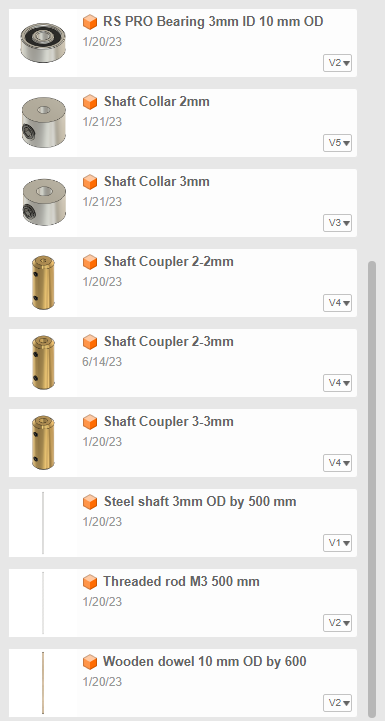 RS PRO Bearing 3mm ID 10 mm OD
1/20/23
V2
Shaft Collar 2mm
1/21/23
V5
Shaft Collar 3mm
1/21/23
V3
Shaft Coupler 2-2mm
1/20/23
V4
Shaft Coupler 2-3mm
6/14/23
V4
Shaft Coupler 3-3mm
1/20/23
V4
Steel shaft 3mm OD by 500 mm
1/20/23
V1
Threaded rod M3 500 mm
1/20/23
V2
Wooden dowel 10 mm OD by 600
1/20/23
V2